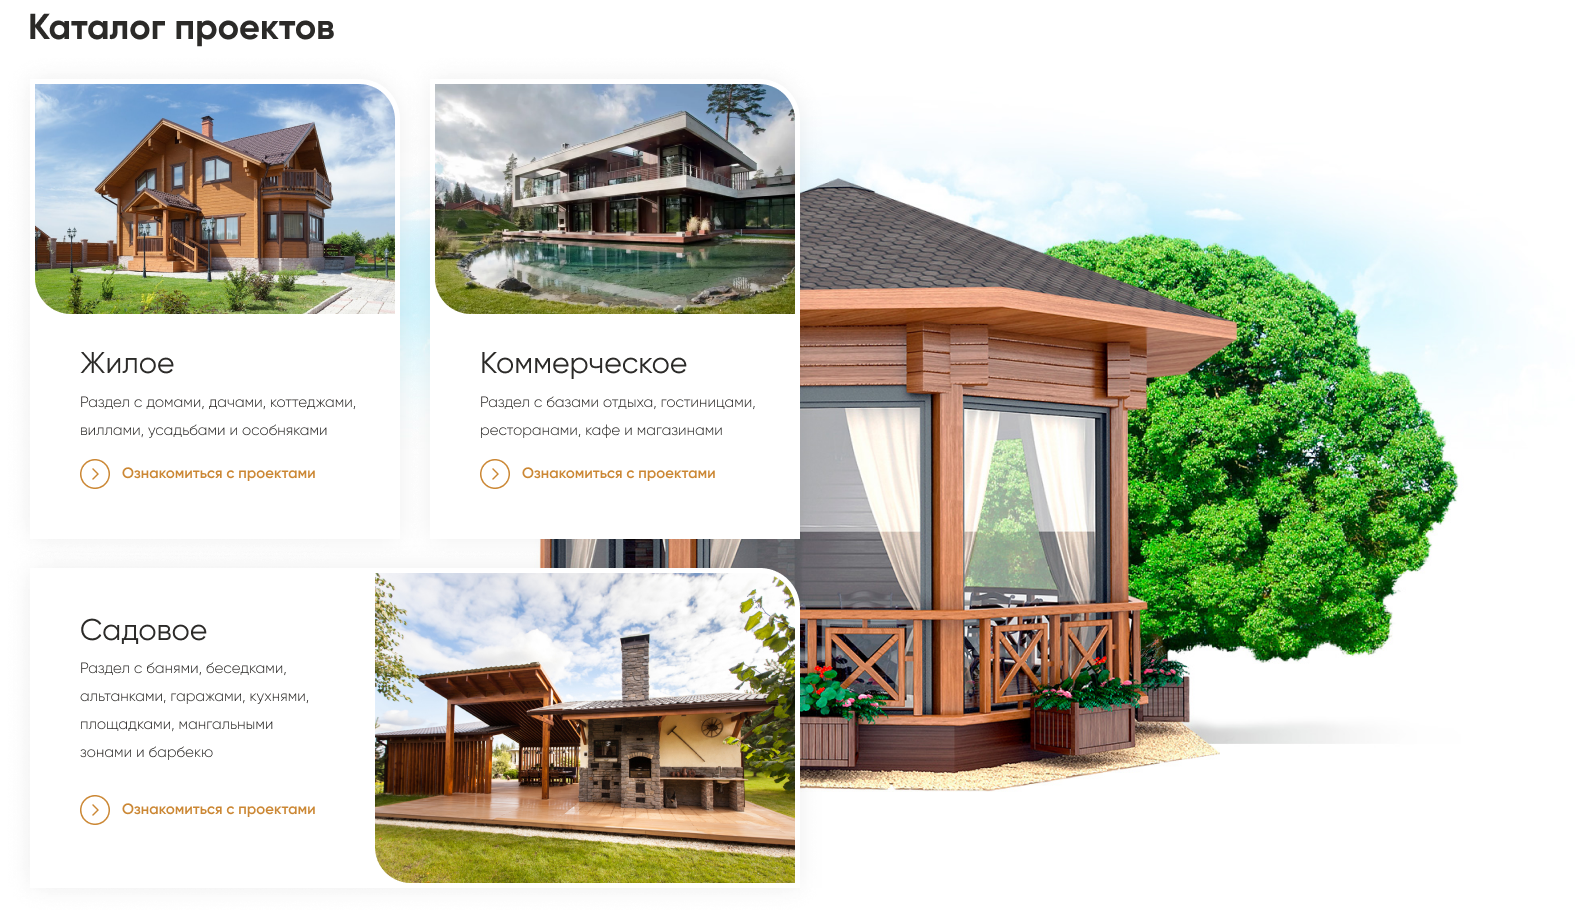 Каталог проектов
Жилое
Раздел с домами, дачами, коттеджами,
виллами, усадьбами и особняками
Ознакомиться с проектами
Коммерческое
Раздел с базами отдыха, гостиницами,
ресторанами, кафе и магазинами
Ознакомиться с проектами
Садовое
Раздел с банями, беседками,
альтанками, гаражами, кухнями,
площадками, мангальными
зонами и барбекю
Ознакомиться с проектами